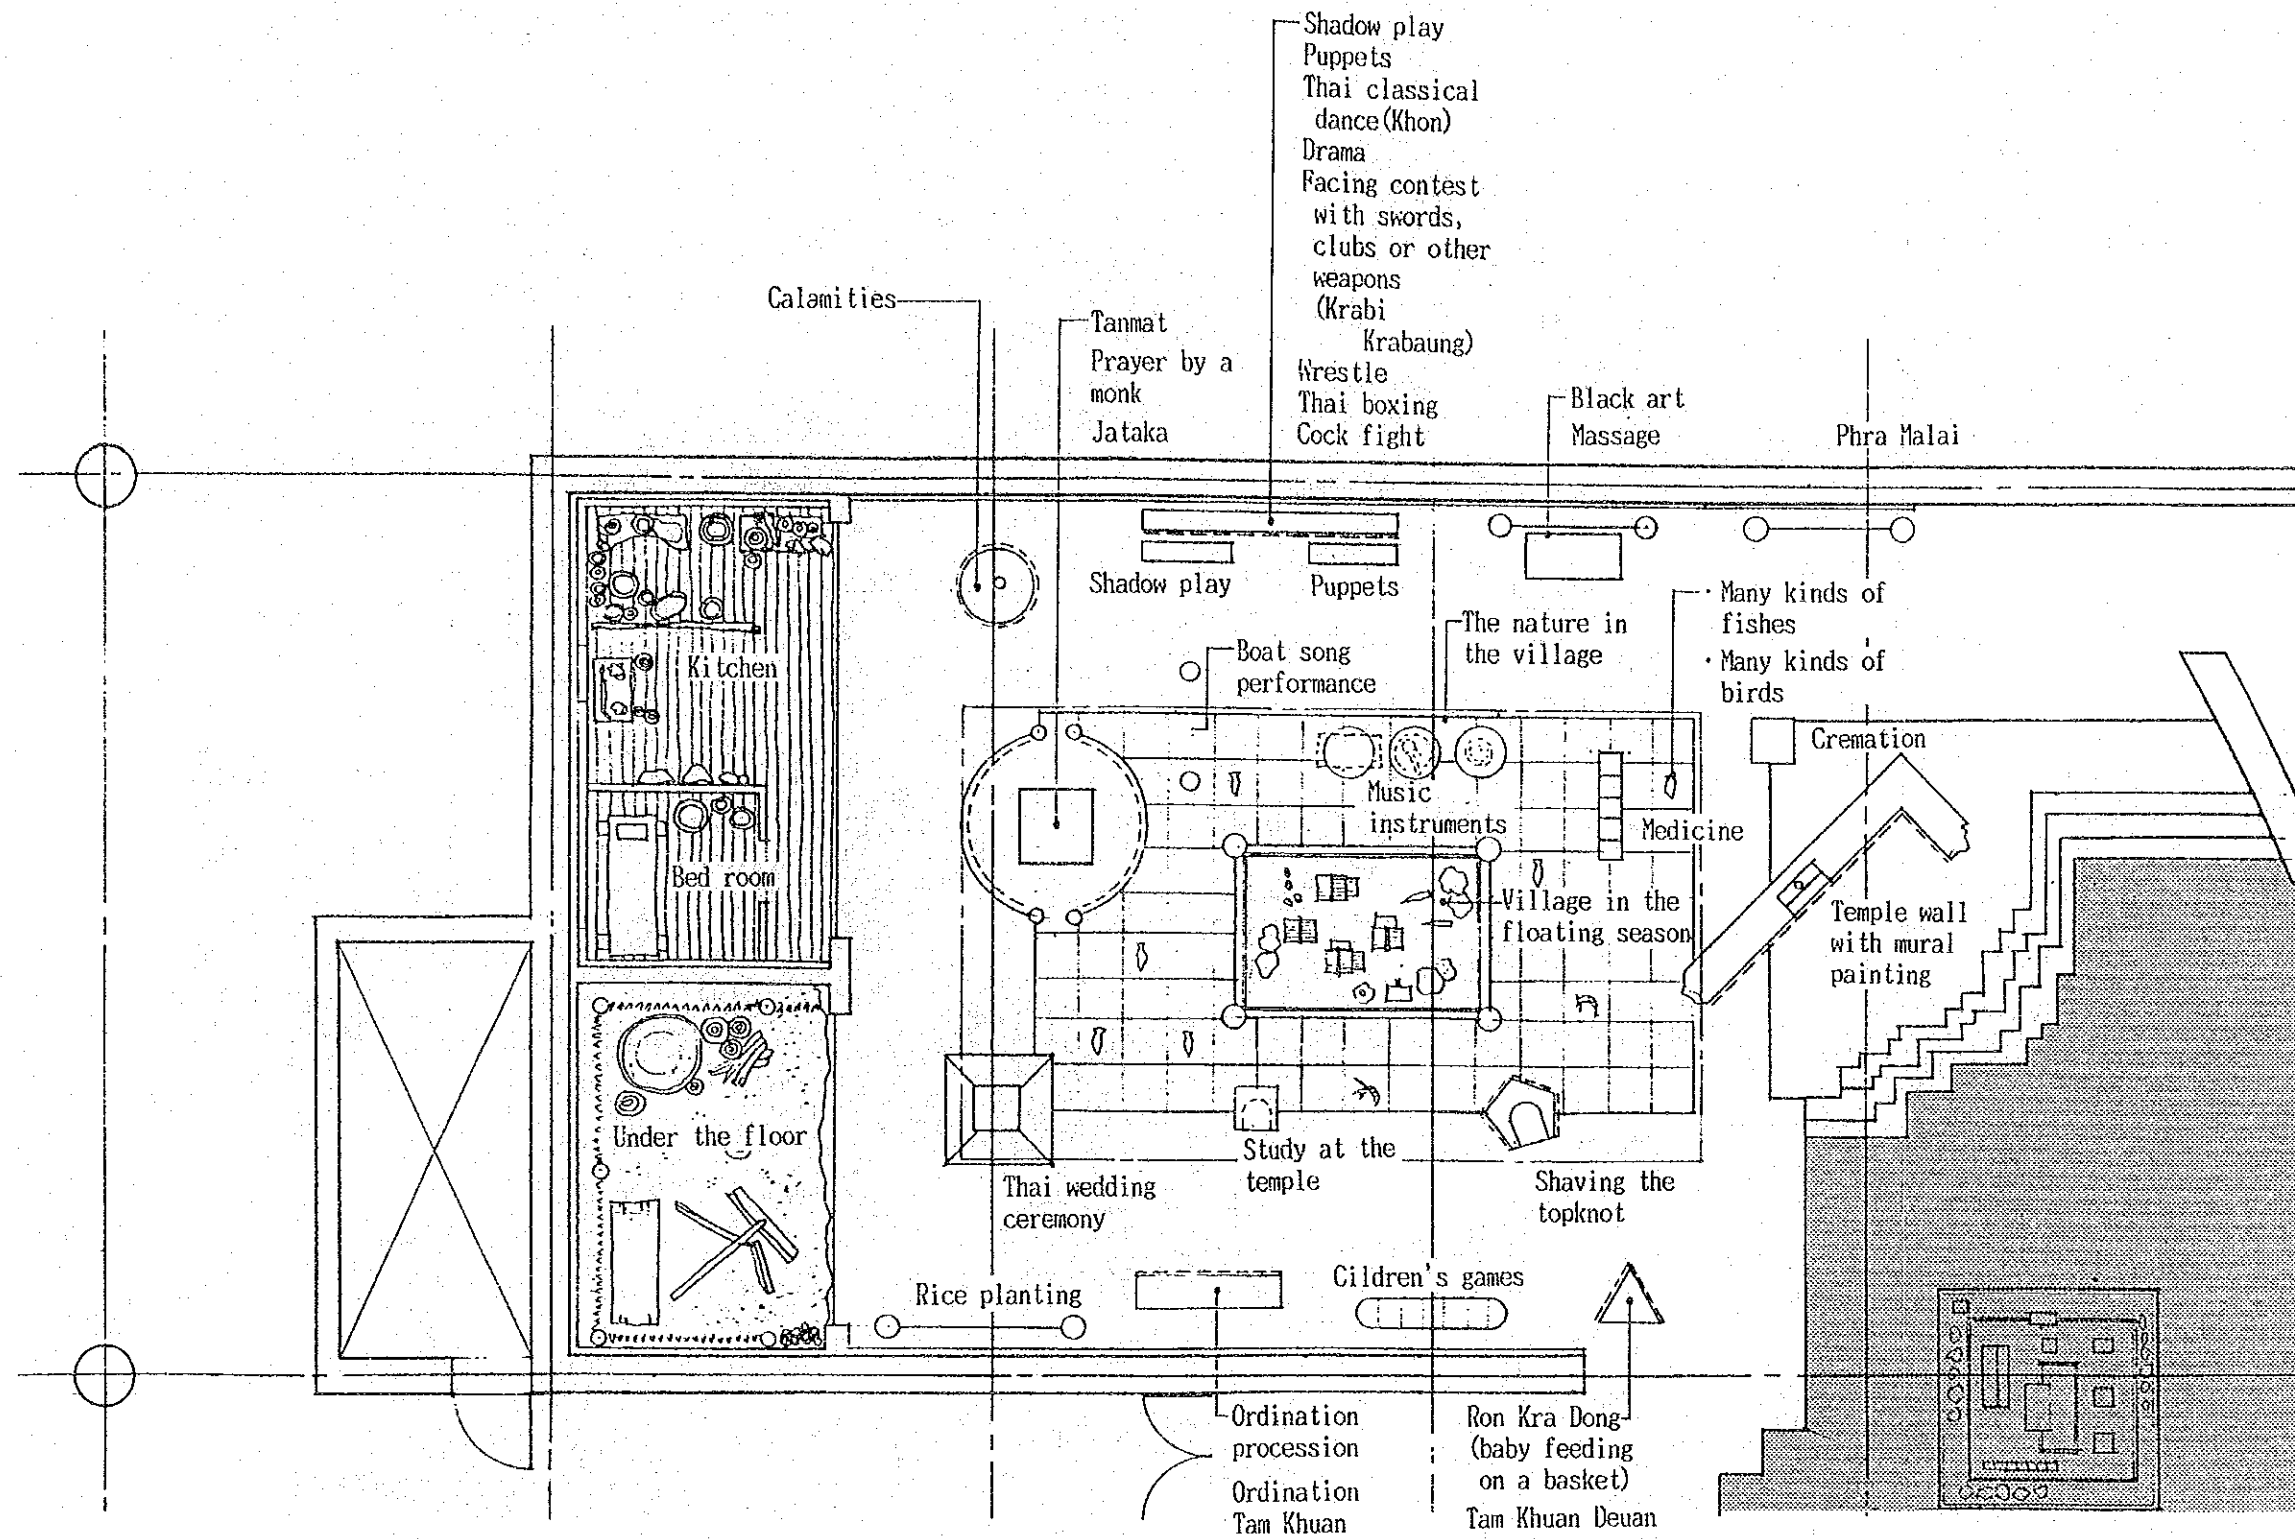 Shadow play
Puppets
Thai classical
dance(Khon)
Drama
Facing contest
with swords,
clubs or other
weapons
(Krabi
Krabaung)
Wrestle
Thai boxing
Cock fight
Calamities
Tanmat
Prayer by a
monk
Jataka
Black art
Massage
Phra Malai
Shadow play
Puppets
· Many kinds of
fishes
· Many kinds of
birds
The nature in
the village
Boat song
performance
Kitchen
Cremation
Music
instruments
Medicine
Bed room
Village in the
floating season
Temple wall
with mural
painting
Under the floor
Study at the
temple
Thai wedding
ceremony
Shaving the
topknot
Rice planting
Cildren's games
Ordination
procession
Ordination
Tam Khuan
Ron Kra Dong
(baby feeding
on a basket)
Tam Khuan Deuan